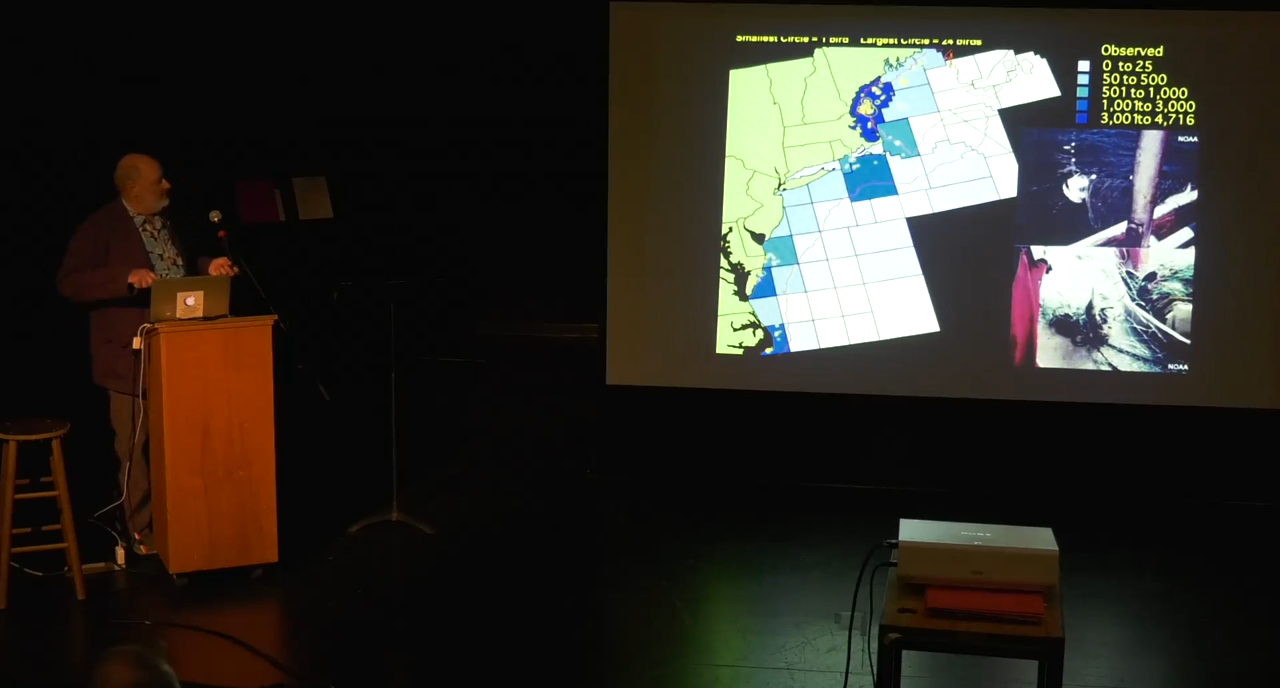 Smallest Circle = 1 bird Largest Circle = 24 birds
Observed
0 to 25
50 to 500
501 to 1,000
1,001 to 3,000
3,001 to 4,716
NOAA
NOAA